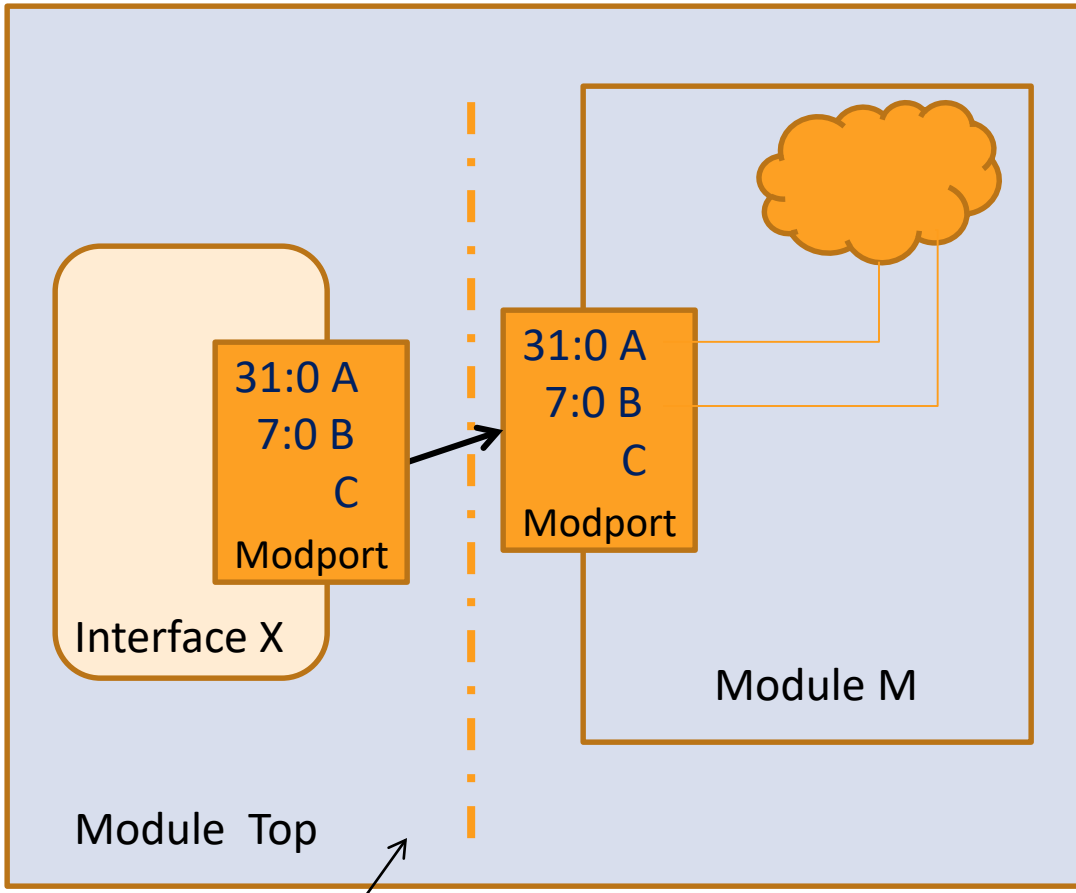 31:0 A
7:0 B
C
Modport
Interface X
31:0 A
7:0 B
C
Modport
Module M
Module Top